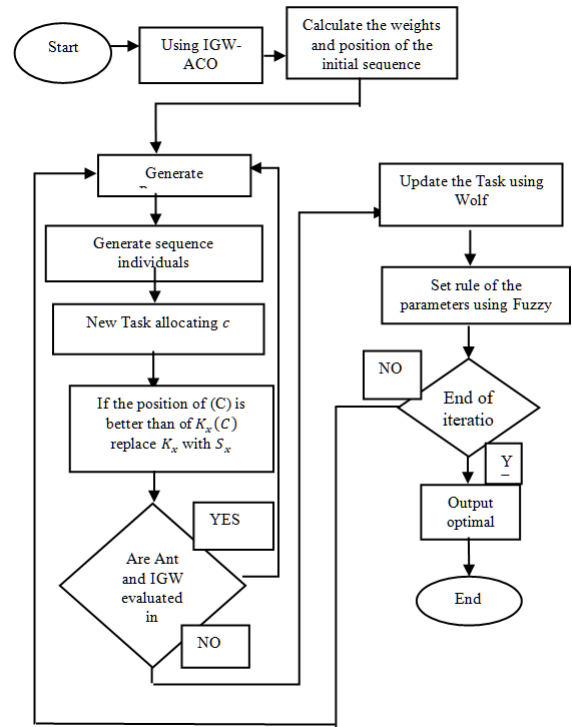 Start
Using IGW-
ACO
Calculate the weights
and position of the
initial sequence
Generate
Generate sequence
individuals
New Task allocating c
If the position of (C) is
better than of Kₓ(C)
replace Kₓ with Sₓ
YES
Are Ant
and IGW
evaluated
in
NO
Update the Task using
Wolf
Set rule of the
parameters using Fuzzy
NO
End of
iteratio
Y
Output
optimal
End